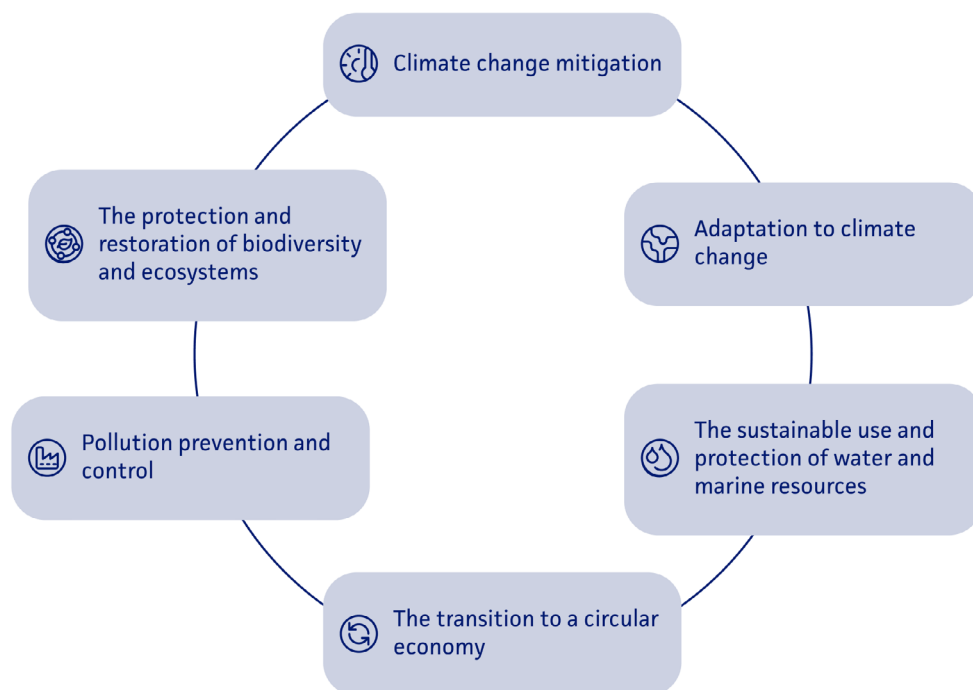 Climate change mitigation
Adaptation to climate
change
The sustainable use and
protection of water and
marine resources
The transition to a circular
economy
Pollution prevention and
control
The protection and
restoration of biodiversity
and ecosystems